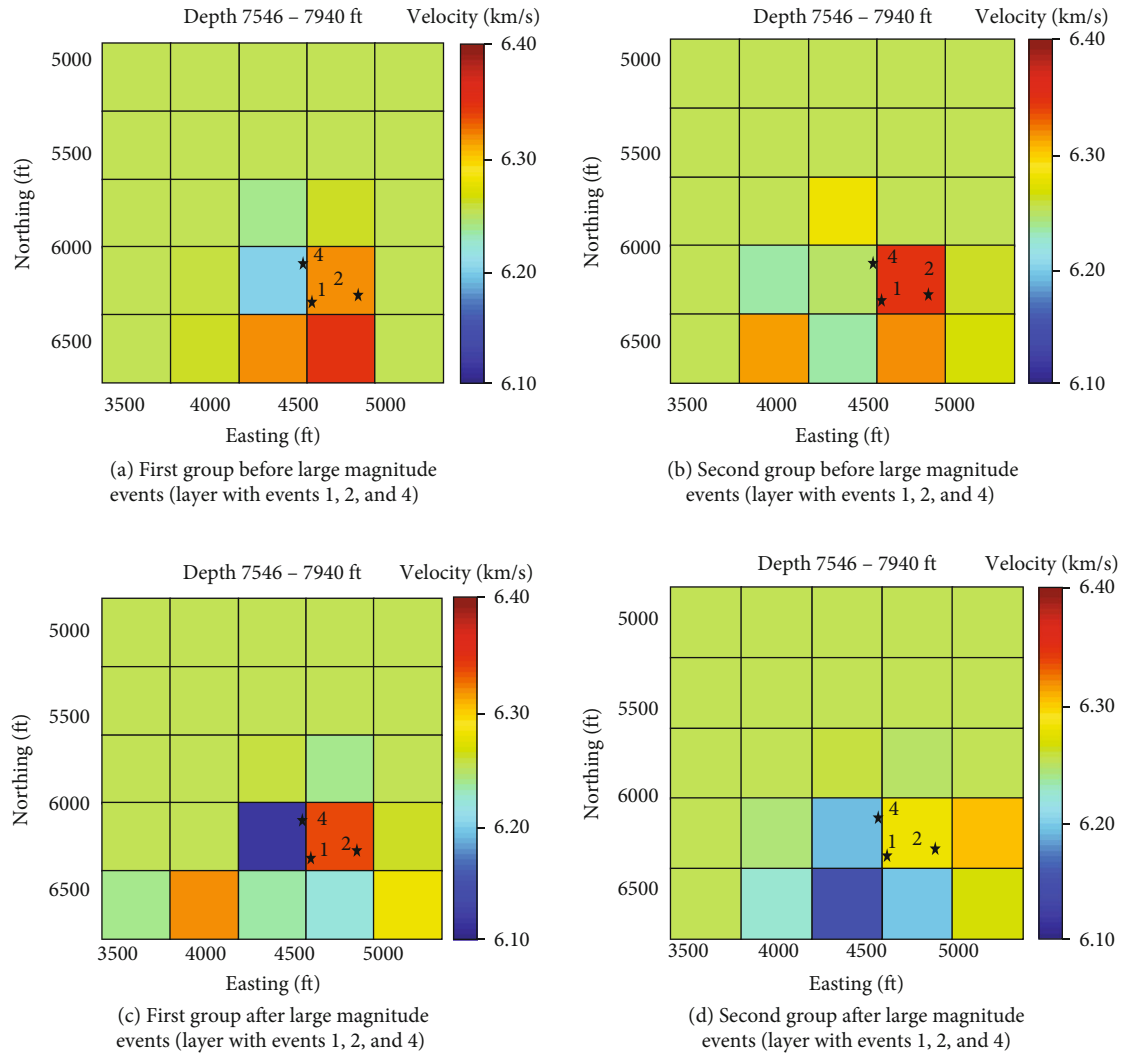 Depth 7546 – 7940 ft Velocity (km/s)
6.40
6.30
6.20
6.10
5000
5500
6000
6500
Northing (ft)
4
2
1
3500 4000 4500 5000
Easting (ft)
(a) First group before large magnitude
events (layer with events 1, 2, and 4)
Depth 7546 – 7940 ft Velocity (km/s)
6.40
6.30
6.20
6.10
5000
5500
6000
6500
Northing (ft)
4
2
1
3500 4000 4500 5000
Easting (ft)
(b) Second group before large magnitude
events (layer with events 1, 2, and 4)
Depth 7546 – 7940 ft Velocity (km/s)
6.40
6.30
6.20
6.10
5000
5500
6000
6500
Northing (ft)
4
1
2
3500 4000 4500 5000
Easting (ft)
(c) First group after large magnitude
events (layer with events 1, 2, and 4)
Depth 7546 – 7940 ft Velocity (km/s)
6.40
6.30
6.20
6.10
5000
5500
6000
6500
Northing (ft)
4
1
2
3500 4000 4500 5000
Easting (ft)
(d) Second group after large magnitude
events (layer with events 1, 2, and 4)